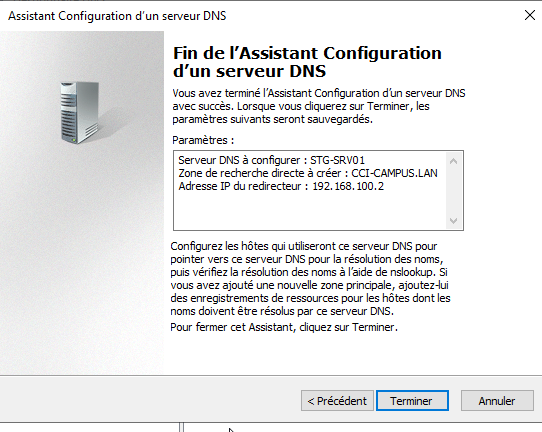 Assistant Configuration d'un serveur DNS
Fin de l'Assistant Configuration
d'un serveur DNS
Vous avez terminé l'Assistant Configuration d'un serveur DNS
avec succès. Lorsque vous cliquerez sur Terminer, les
paramètres suivants seront sauvegardés.
Paramètres :
Serveur DNS à configurer : STG-SRV01
Zone de recherche directe à créer : CCI-CAMPUS.LAN
Adresse IP du redirecteur : 192.168.100.2
Configurez les hôtes qui utiliseront ce serveur DNS pour
pointer vers ce serveur DNS pour la résolution des noms,
puis vérifiez la résolution des noms à l'aide de nslookup. Si
vous avez ajouté une nouvelle zone principale, ajoutez-lui
des enregistrements de ressources pour les hôtes dont les
noms doivent être résolus par ce serveur DNS.
Pour fermer cet Assistant, cliquez sur Terminer.
< Précédent Terminer Annuler